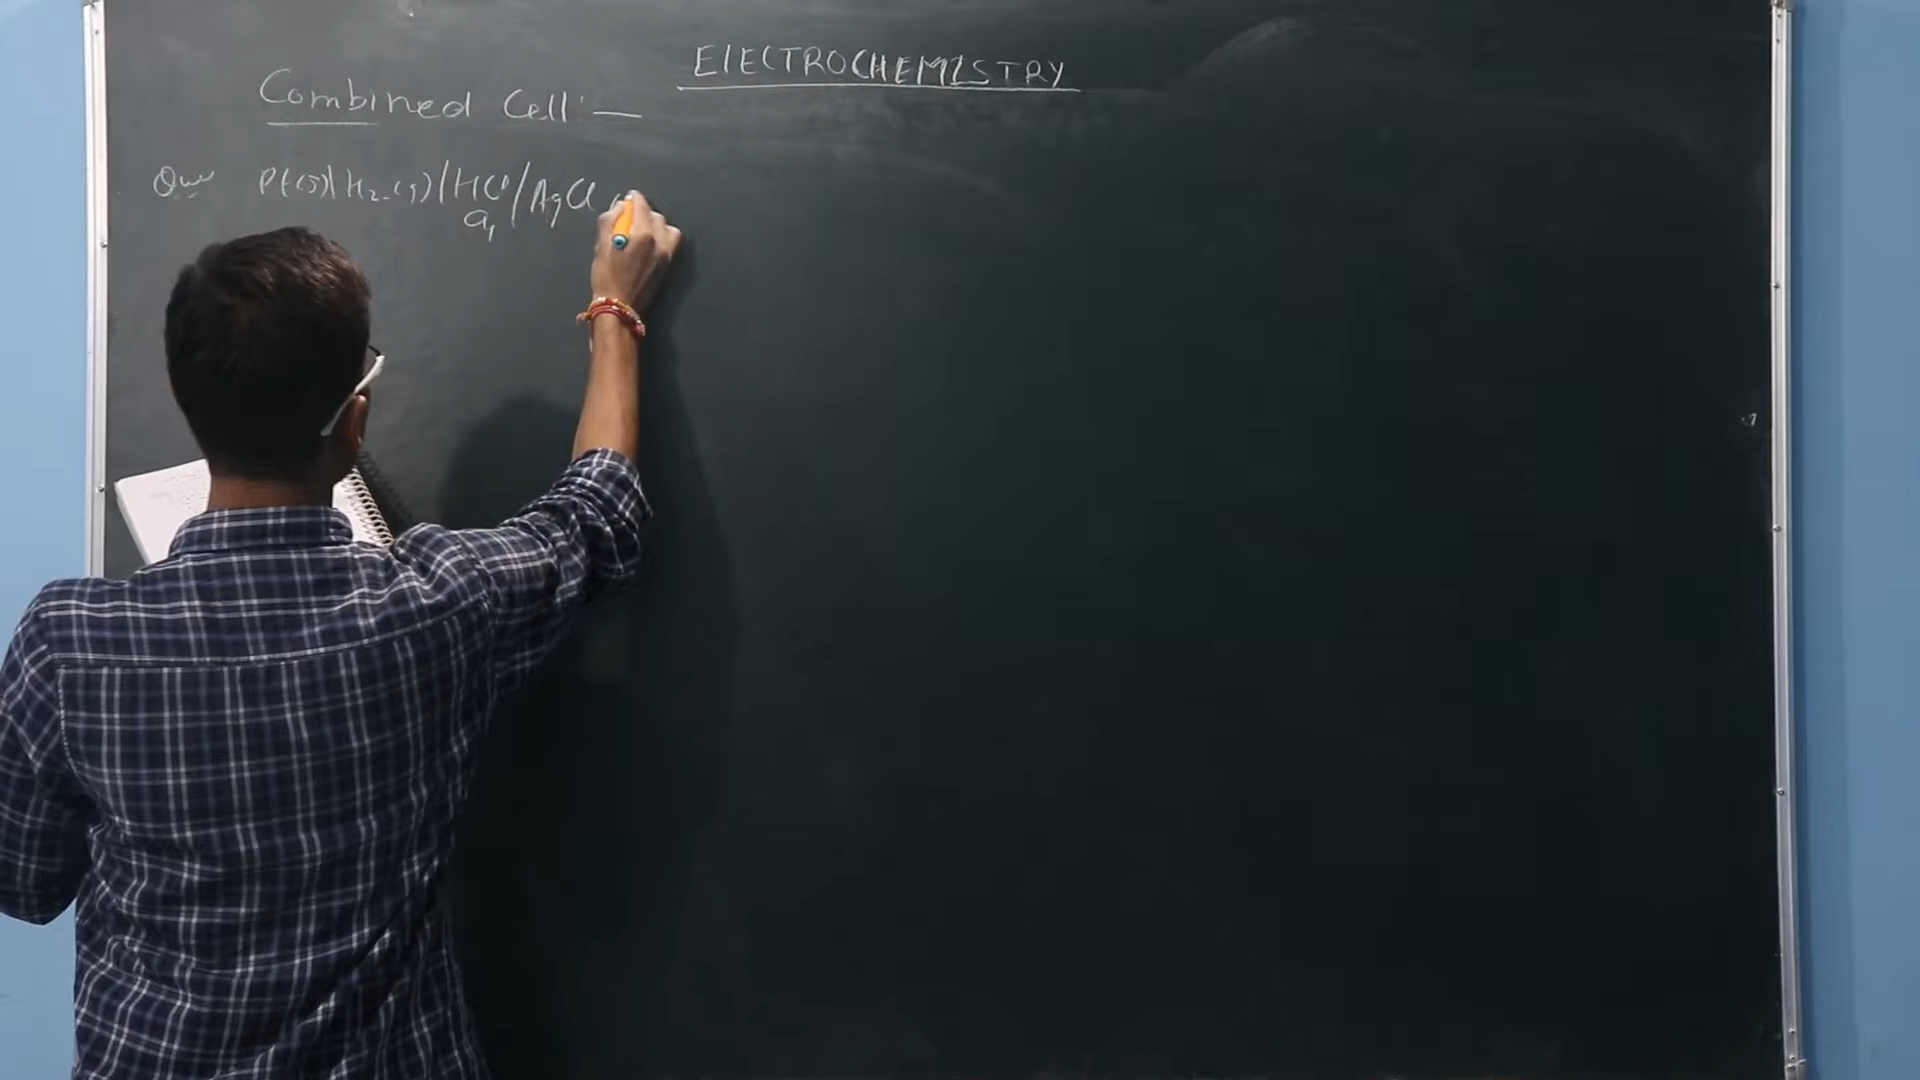 ELECTROCHEMISTRY
Combined Cell:—
Que Pt(s)|H2(g)/HCl/AgCl
a1